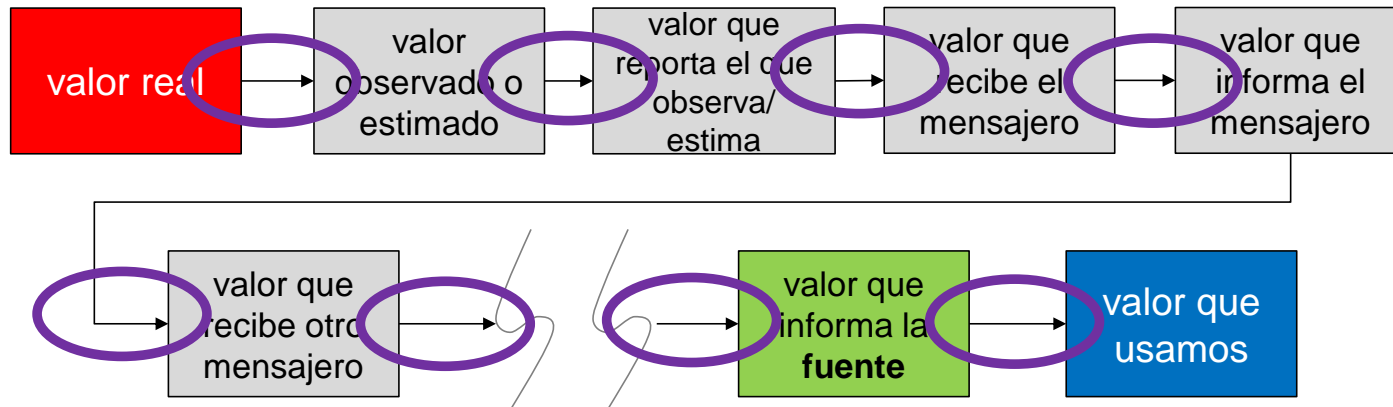 valor real
valor
observado o
estimado
valor que
reporta el que
observa/
estima
valor que
recibe el
mensajero
valor que
informa el
mensajero
valor que
recibe otro
mensajero
valor que
informa la
fuente
valor que
usamos